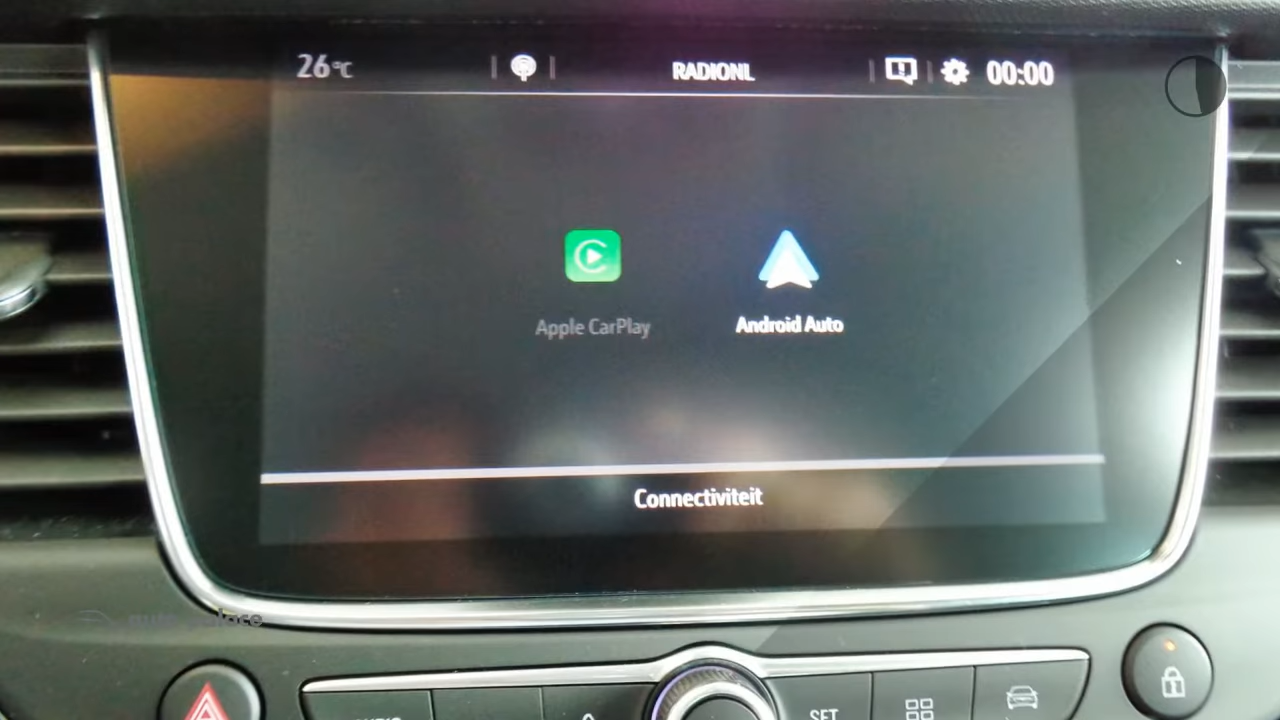 26°C
RADIONL
00:00
Apple CarPlay
Android Auto
Connectiviteit
SET